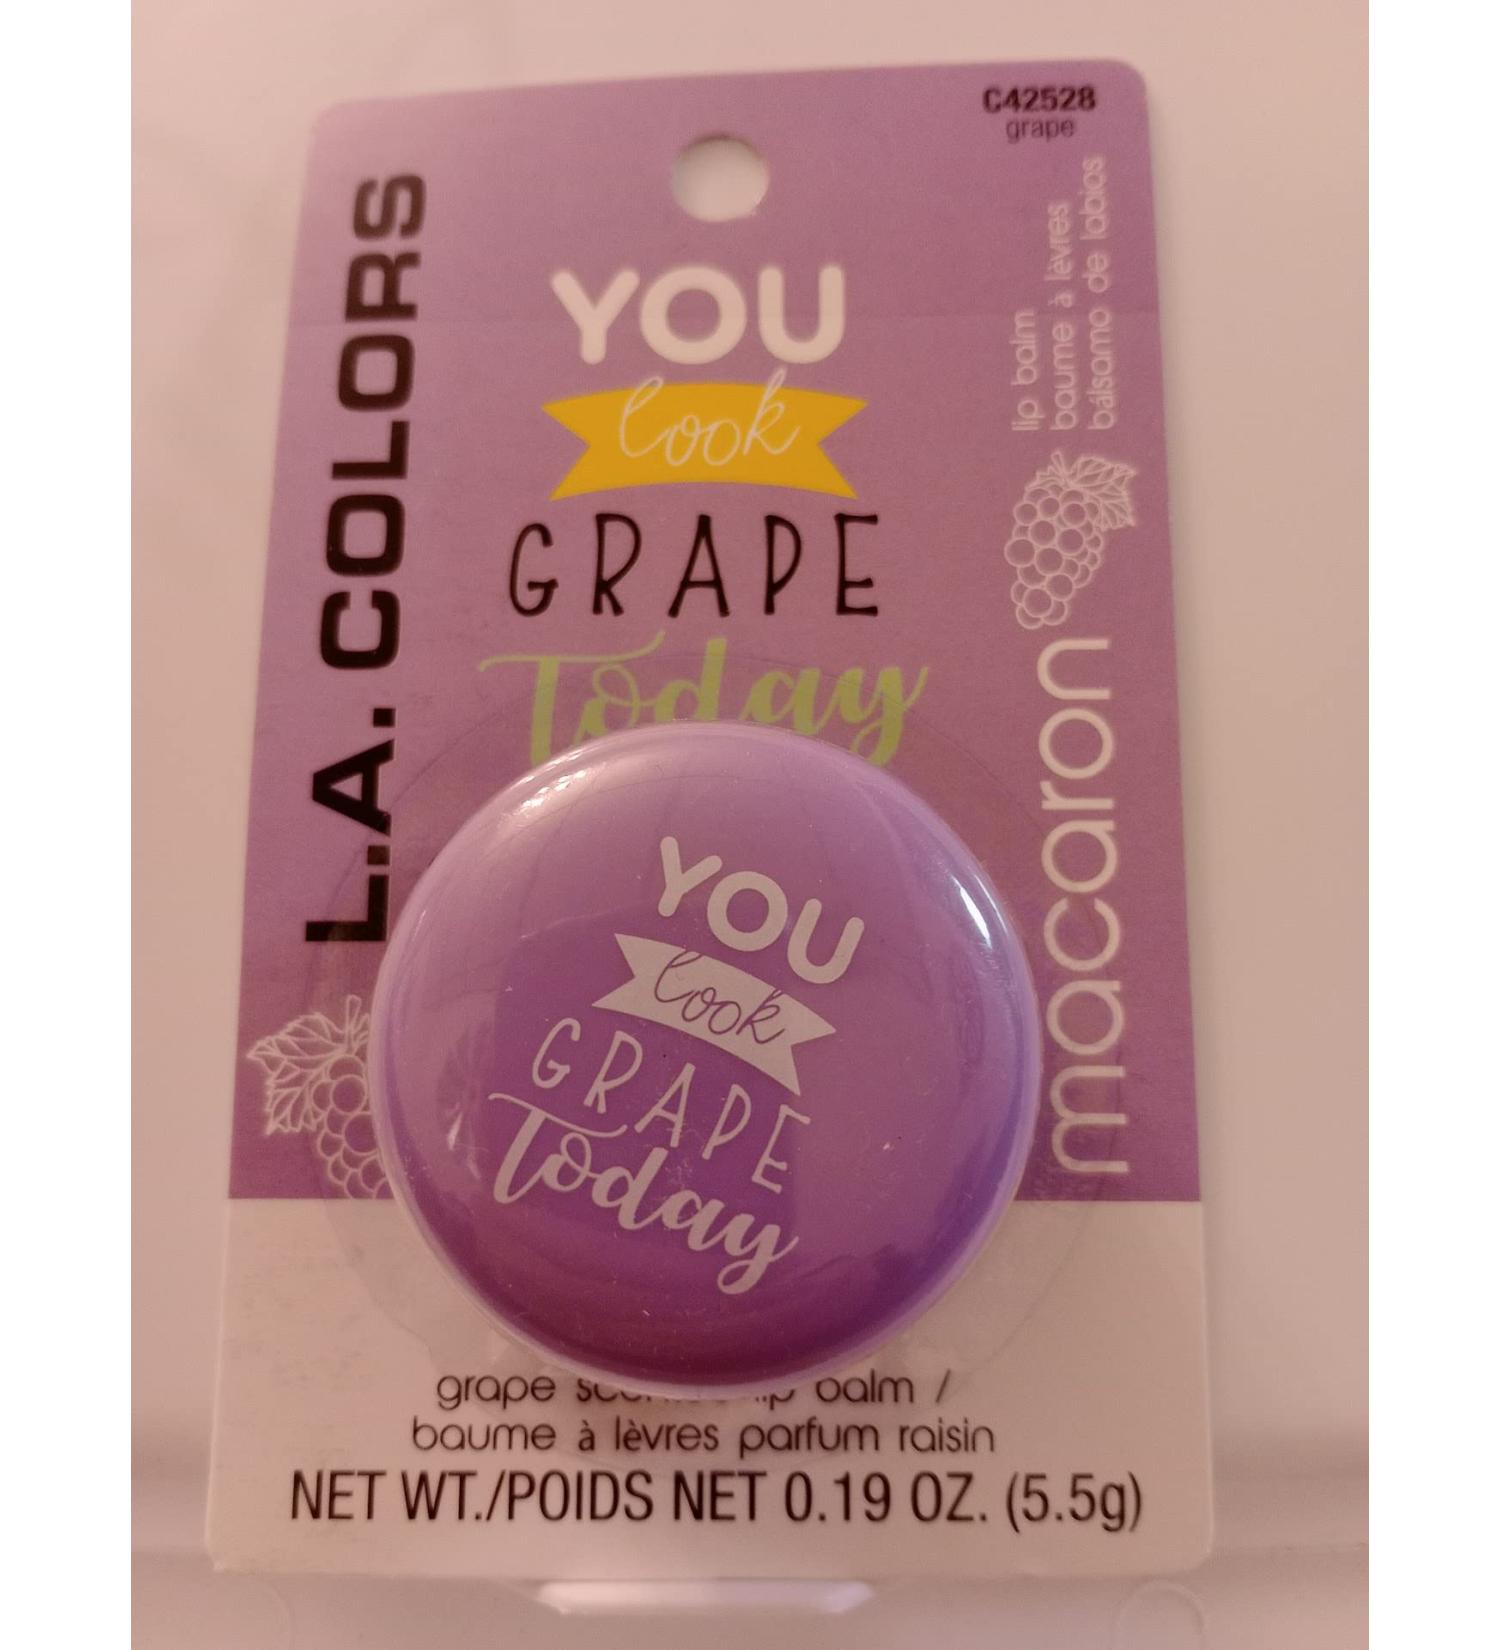 C42528
grape
L.A. COLORS
YOU
look
GRAPE
Today
lip balm
baume à lèvres
bálsamo de labios
macaron
YOU
look
GRAPE
Today
grape balm /
baume à lèvres parfum raisin
NET WT./POIDS NET 0.19 OZ. (5.5g)